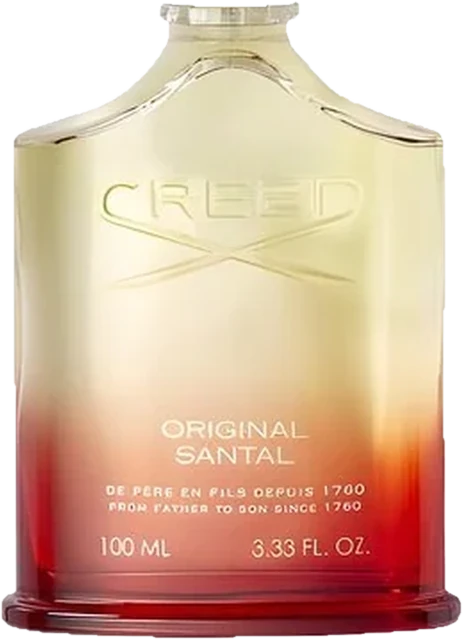 CREED
ORIGINAL
SANTAL
DE PÈRE EN FILS DEPUIS 1760
FROM FATHER TO SON SINCE 1760
100 ML 3.33 FL. OZ.